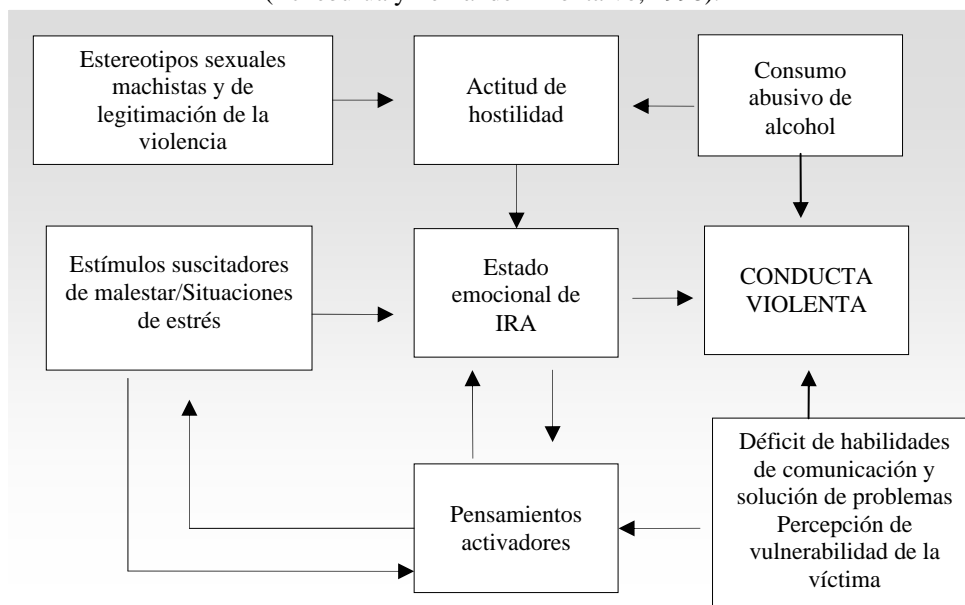 Estereotipos sexuales
machistas y de
legitimación de la
violencia
Actitud de
hostilidad
Consumo
abusivo de
alcohol
Estímulos suscitadores
de malestar/Situaciones
de estrés
Estado
emocional de
IRA
CONDUCTA
VIOLENTA
Pensamientos
activadores
Déficit de habilidades
de comunicación y
solución de problemas
Percepción de
vulnerabilidad de la
víctima